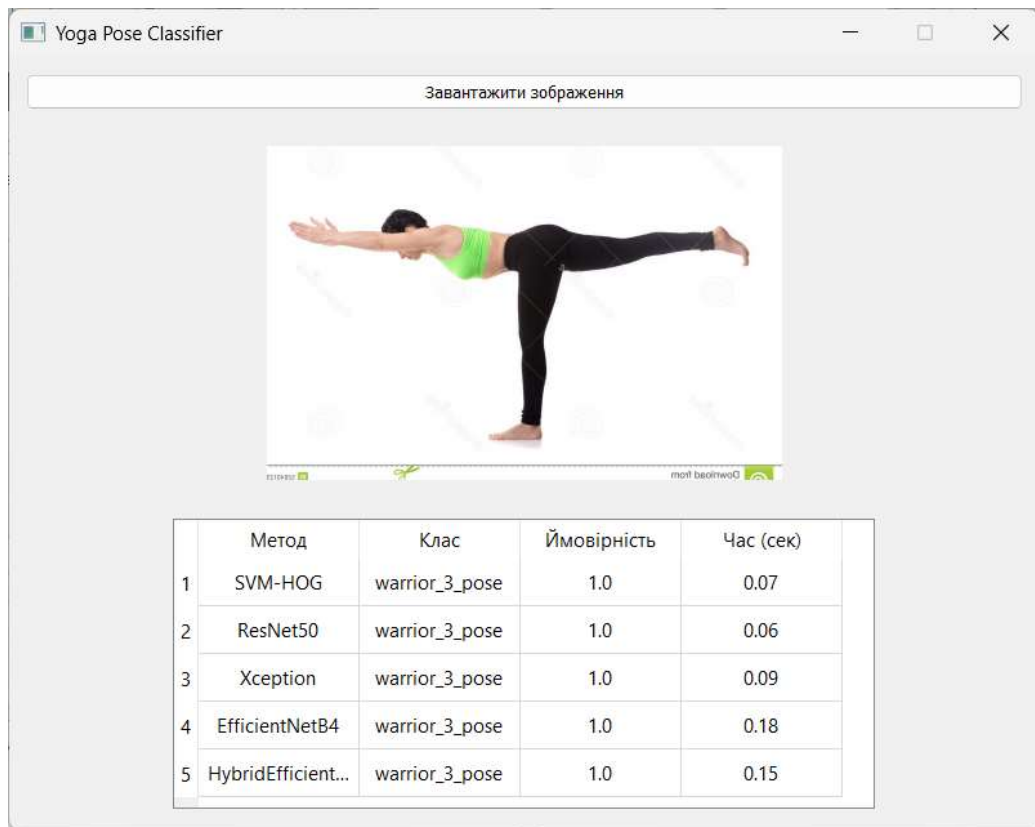 Yoga Pose Classifier
Завантажити зображення
Download from
Метод Клас Ймовірність Час (сек)
1 SVM-HOG warrior_3_pose 1.0 0.07
2 ResNet50 warrior_3_pose 1.0 0.06
3 Xception warrior_3_pose 1.0 0.09
4 EfficientNetB4 warrior_3_pose 1.0 0.18
5 HybridEfficient... warrior_3_pose 1.0 0.15